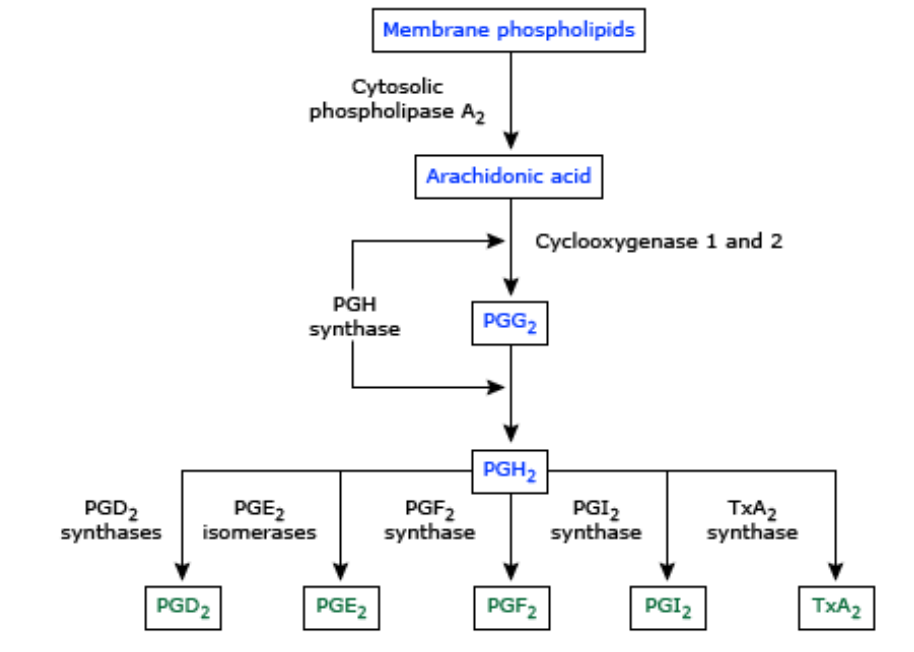 Membrane phospholipids
Cytosolic
phospholipase A₂
Arachidonic acid
Cyclooxygenase 1 and 2
PGH
synthase
PGG₂
PGH₂
PGD₂
synthases
PGE₂
isomerases
PGF₂
synthase
PGI₂
synthase
TxA₂
synthase
PGD₂
PGE₂
PGF₂
PGI₂
TxA₂